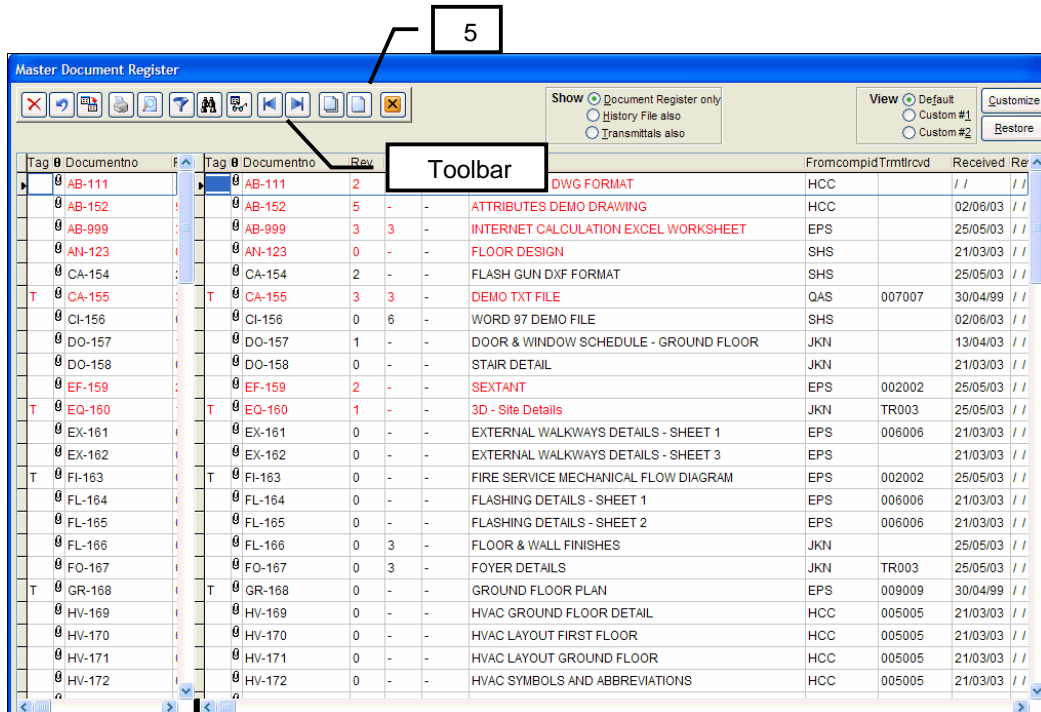 5
Master Document Register
Show Document Register only
History File also
Transmittals also
View Default
Custom #1
Custom #2
Customize
Restore
Toolbar
Tag Documentno Tag Documentno Rev Fromcompid Trmtlrcvd Received
AB-111 AB-111 2 DWG FORMAT HCC / /
AB-152 AB-152 5 - - ATTRIBUTES DEMO DRAWING HCC 02/06/03 / /
AB-999 AB-999 3 3 - INTERNET CALCULATION EXCEL WORKSHEET EPS 25/05/03 / /
AN-123 AN-123 0 - - FLOOR DESIGN SHS 21/03/03 / /
CA-154 CA-154 2 - - FLASH GUN DXF FORMAT SHS 25/05/03 / /
T CA-155 T CA-155 3 3 - DEMO TXT FILE QAS 007007 30/04/99 / /
CI-156 CI-156 0 6 - WORD 97 DEMO FILE SHS 02/06/03 / /
DO-157 DO-157 1 - - DOOR & WINDOW SCHEDULE - GROUND FLOOR JKN 13/04/03 / /
DO-158 DO-158 0 - - STAIR DETAIL JKN 21/03/03 / /
EF-159 EF-159 2 - - SEXTANT EPS 002002 25/05/03 / /
T EQ-160 T EQ-160 1 - - 3D - Site Details JKN TR003 25/05/03 / /
EX-161 EX-161 0 - - EXTERNAL WALKWAYS DETAILS - SHEET 1 EPS 006006 21/03/03 / /
EX-162 EX-162 0 - - EXTERNAL WALKWAYS DETAILS - SHEET 3 EPS 21/03/03 / /
T FI-163 T FI-163 0 - - FIRE SERVICE MECHANICAL FLOW DIAGRAM EPS 002002 25/05/03 / /
FL-164 FL-164 0 - - FLASHING DETAILS - SHEET 1 EPS 006006 21/03/03 / /
FL-165 FL-165 0 - - FLASHING DETAILS - SHEET 2 EPS 006006 21/03/03 / /
FL-166 FL-166 0 3 - FLOOR & WALL FINISHES JKN 25/05/03 / /
FO-167 FO-167 0 3 - FOYER DETAILS JKN TR003 25/05/03 / /
T GR-168 T GR-168 0 - - GROUND FLOOR PLAN EPS 009009 30/04/99 / /
HV-169 HV-169 0 - - HVAC GROUND FLOOR DETAIL HCC 005005 21/03/03 / /
HV-170 HV-170 0 - - HVAC LAYOUT FIRST FLOOR HCC 005005 21/03/03 / /
HV-171 HV-171 0 - - HVAC LAYOUT GROUND FLOOR HCC 005005 21/03/03 / /
HV-172 HV-172 0 - - HVAC SYMBOLS AND ABBREVIATIONS HCC 005005 21/03/03 / /